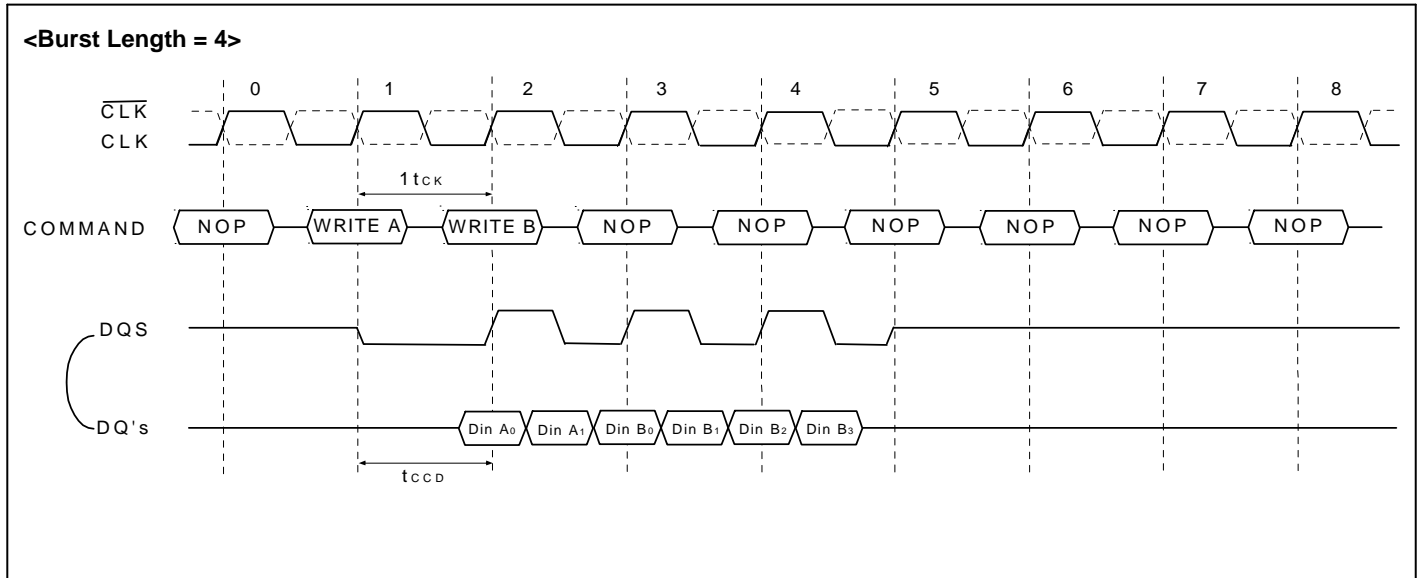 <Burst Length = 4>
0 1 2 3 4 5 6 7 8
CLK
CLK
1tCK
COMMAND NOP WRITE A WRITE B NOP NOP NOP NOP NOP NOP
DQS
DQ's Din A0 Din A1 Din B0 Din B1 Din B2 Din B3
tCCD